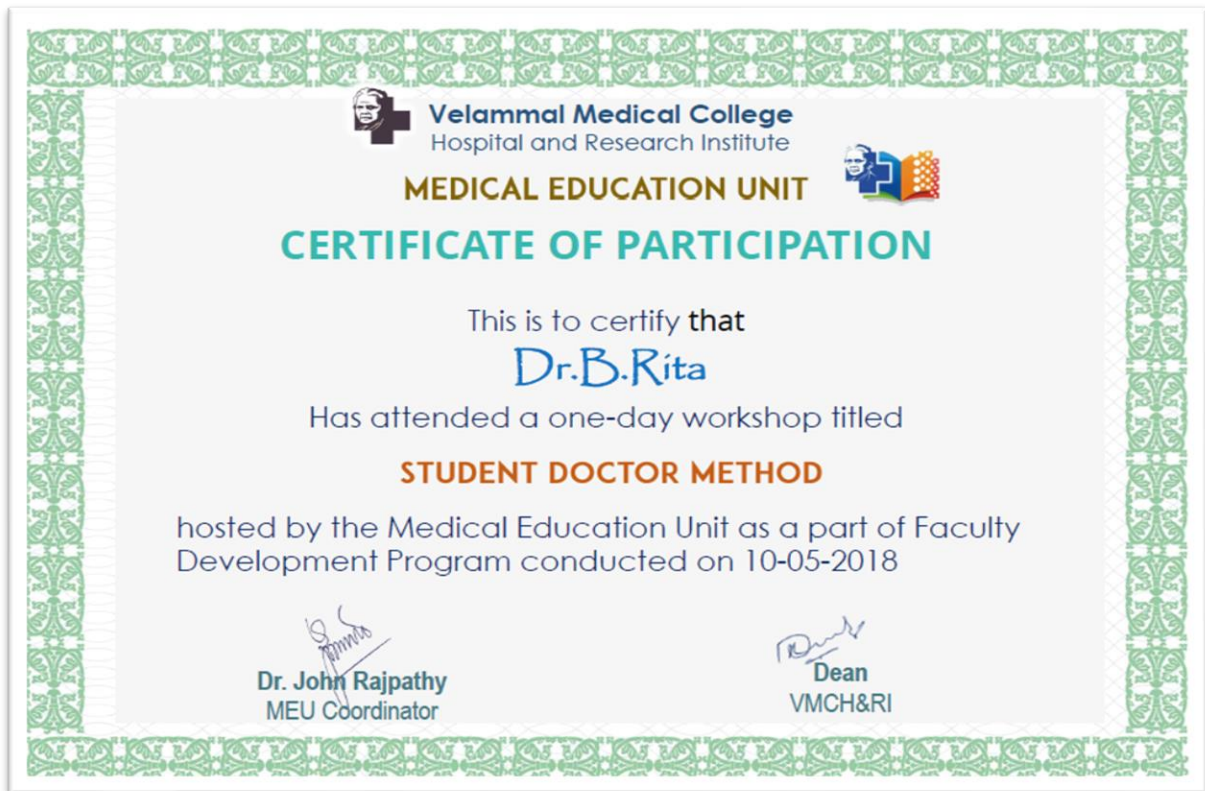 Velammal Medical College
Hospital and Research Institute
MEDICAL EDUCATION UNIT
CERTIFICATE OF PARTICIPATION
This is to certify that
Dr.B.Rita
Has attended a one-day workshop titled
STUDENT DOCTOR METHOD
hosted by the Medical Education Unit as a part of Faculty
Development Program conducted on 10-05-2018
Dr. John Rajpathy
MEU Coordinator
Dean
VMCH&RI